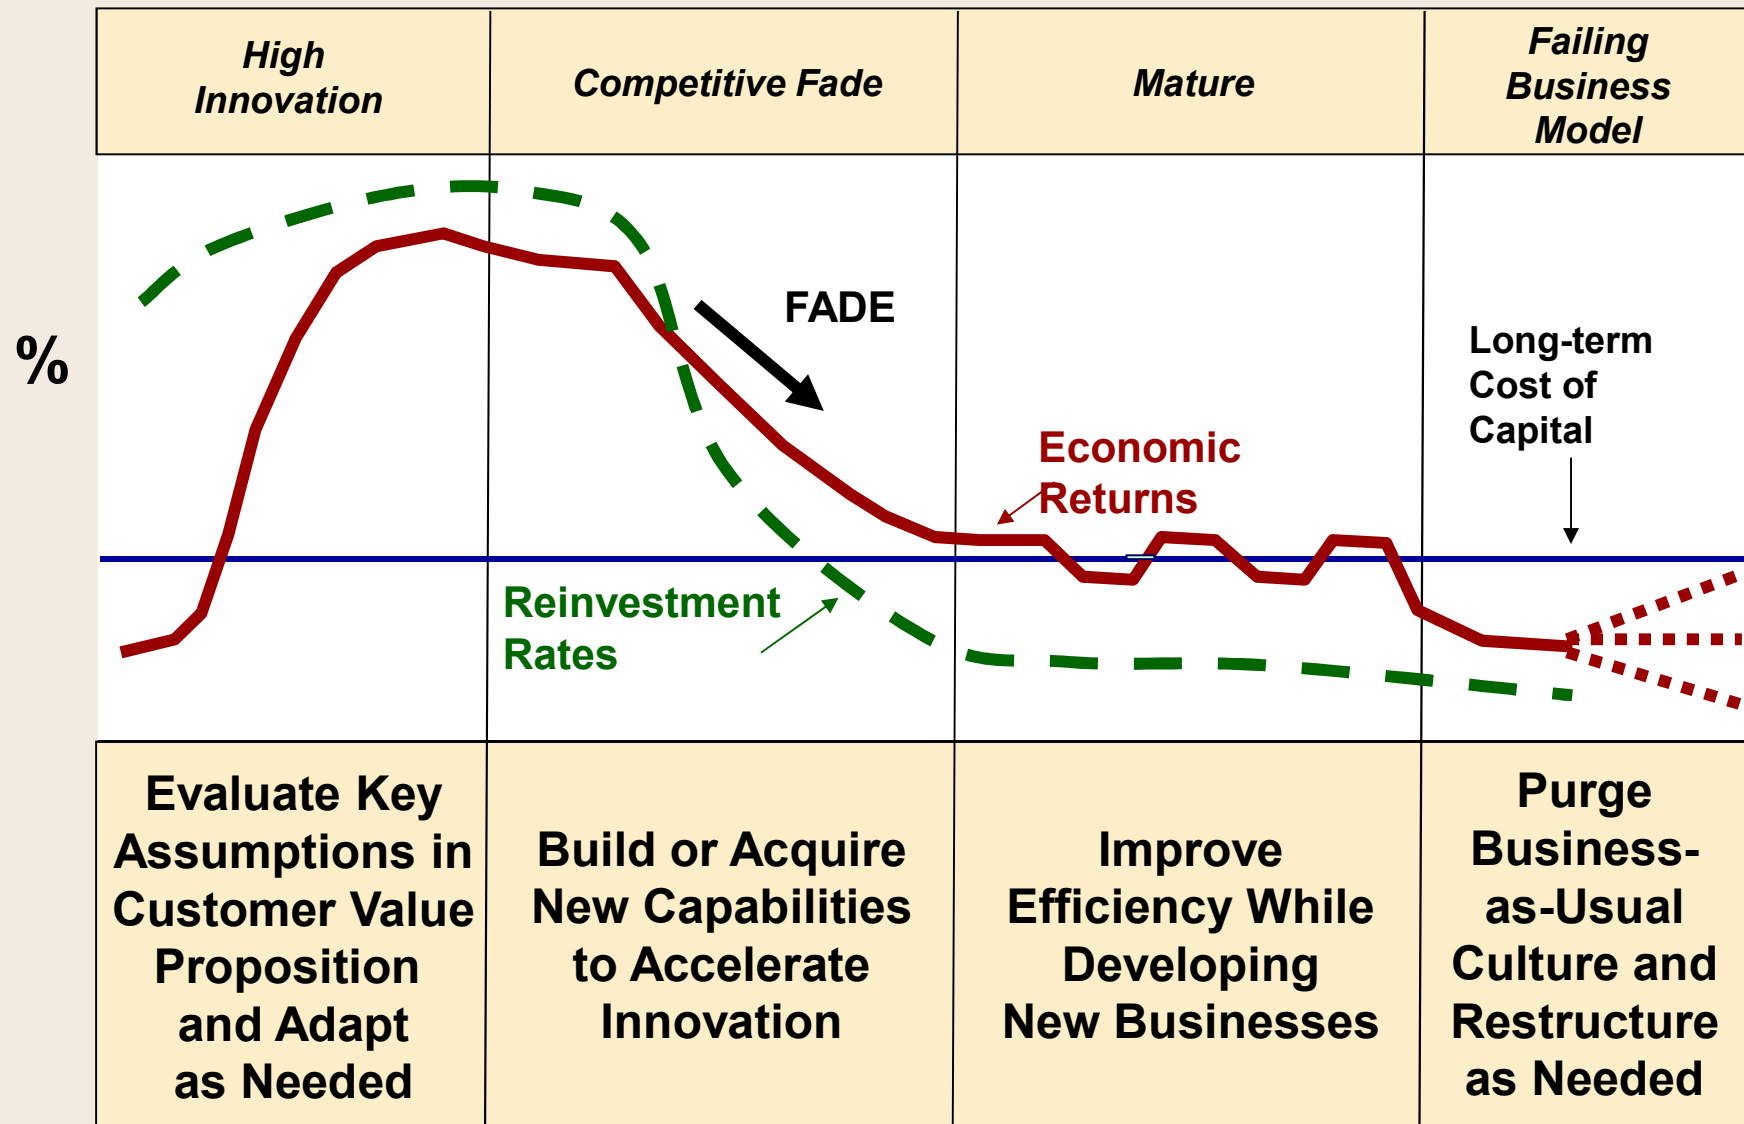 High
Innovation
Competitive Fade
Mature
Failing
Business
Model
%
FADE
Long-term
Cost of
Capital
Economic
Returns
Reinvestment
Rates
Evaluate Key
Assumptions in
Customer Value
Proposition
and Adapt
as Needed
Build or Acquire
New Capabilities
to Accelerate
Innovation
Improve
Efficiency While
Developing
New Businesses
Purge
Business-
as-Usual
Culture and
Restructure
as Needed